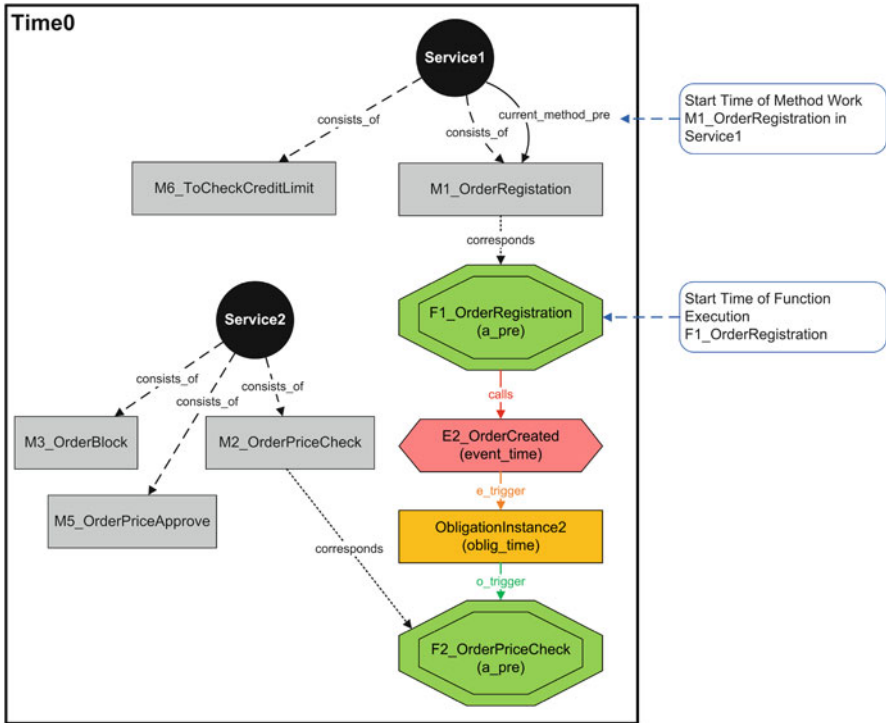 Time0
Service1
consists_of
current_method_pre
consists_of
Start Time of Method Work
M1_OrderRegistration in
Service1
M6_ToCheckCreditLimit
M1_OrderRegistation
corresponds
F1_OrderRegistration
(a_pre)
Start Time of Function
Execution
F1_OrderRegistration
Service2
consists_of
consists_of
consists_of
calls
M3_OrderBlock
M2_OrderPriceCheck
E2_OrderCreated
(event_time)
e_trigger
M5_OrderPriceApprove
ObligationInstance2
(oblig_time)
corresponds
o_trigger
F2_OrderPriceCheck
(a_pre)